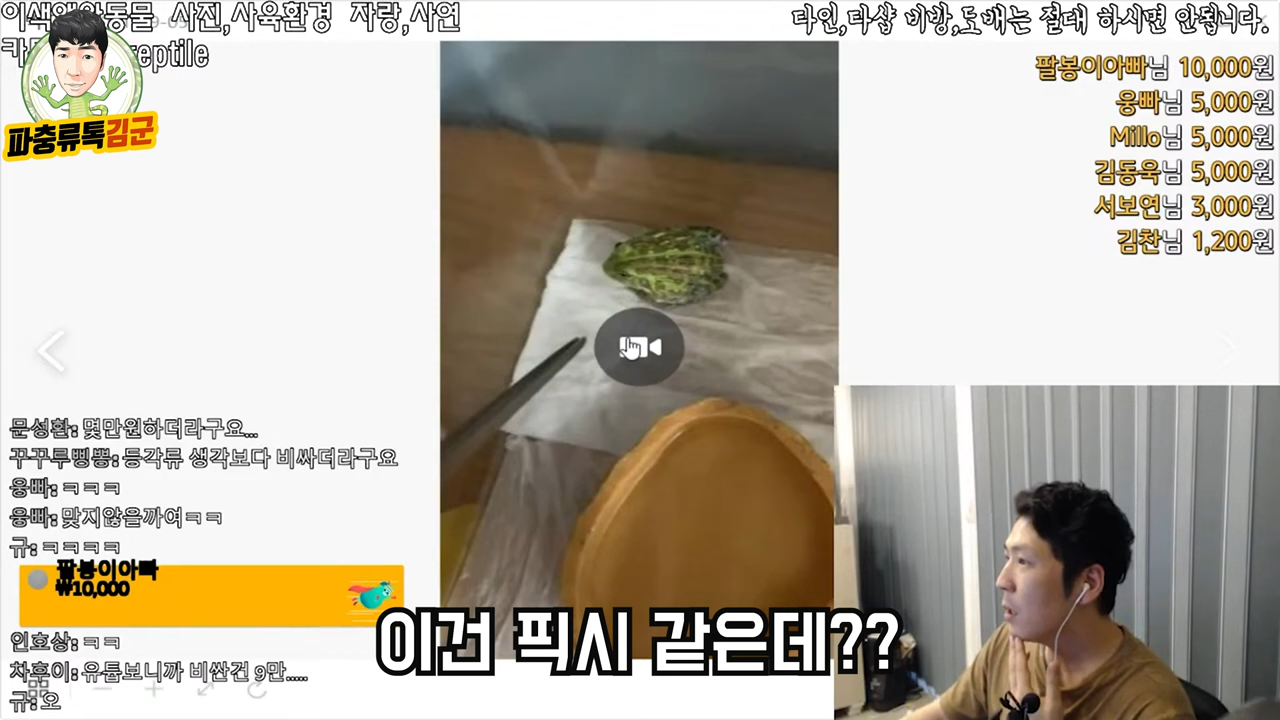 사진,사육환경 자랑,사연
타인,타샵 비방,도배는 절대 하시면 안됩니다.
파충류톡김군
팔봉이아빠님 10,000원
웅빠님 5,000원
Millo님 5,000원
김동욱님 5,000원
서보연님 3,000원
김찬님 1,200원
문성환: 몇만원하더라구요...
꾸꾸루삥뽕: 등각류 생각보다 비싸더라구요
웅빠: ㅋㅋㅋ
웅빠: 맞지않을까여ㅋㅋ
규: ㅋㅋㅋㅋ
팔봉이아빠
₩10,000
인호상: ㅋㅋ
차후이: 유튭보니까 비싼건 9만.....
규: 오
이건 픽시 같은데??